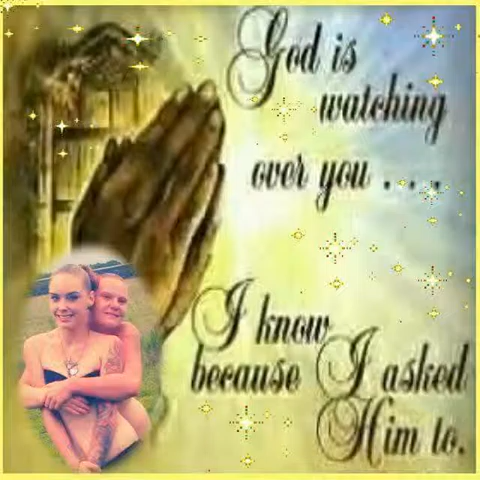 God is
watching
over you . . .
I know
because I asked
Him to.